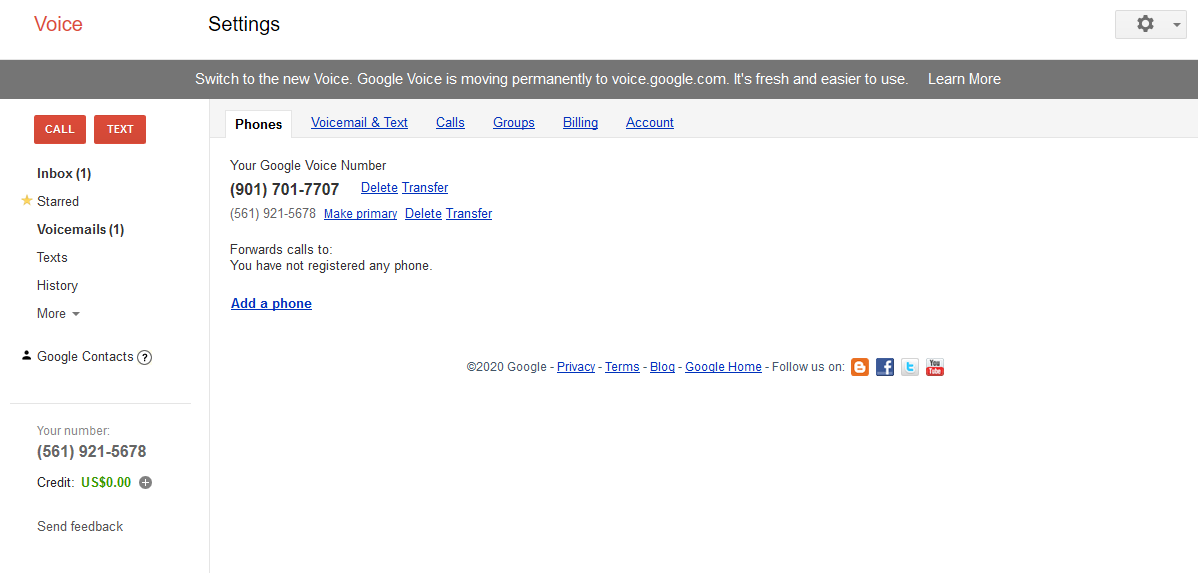 Voice
Settings
Switch to the new Voice. Google Voice is moving permanently to voice.google.com. It's fresh and easier to use. Learn More
CALL TEXT
Inbox (1)
Starred
Voicemails (1)
Texts
History
More
Google Contacts ?
Your number:
(561) 921-5678
Credit: US$0.00
Send feedback
Phones Voicemail & Text Calls Groups Billing Account
Your Google Voice Number
(901) 701-7707 Delete Transfer
(561) 921-5678 Make primary Delete Transfer
Forwards calls to:
You have not registered any phone.
Add a phone
©2020 Google - Privacy - Terms - Blog - Google Home - Follow us on: You Tube